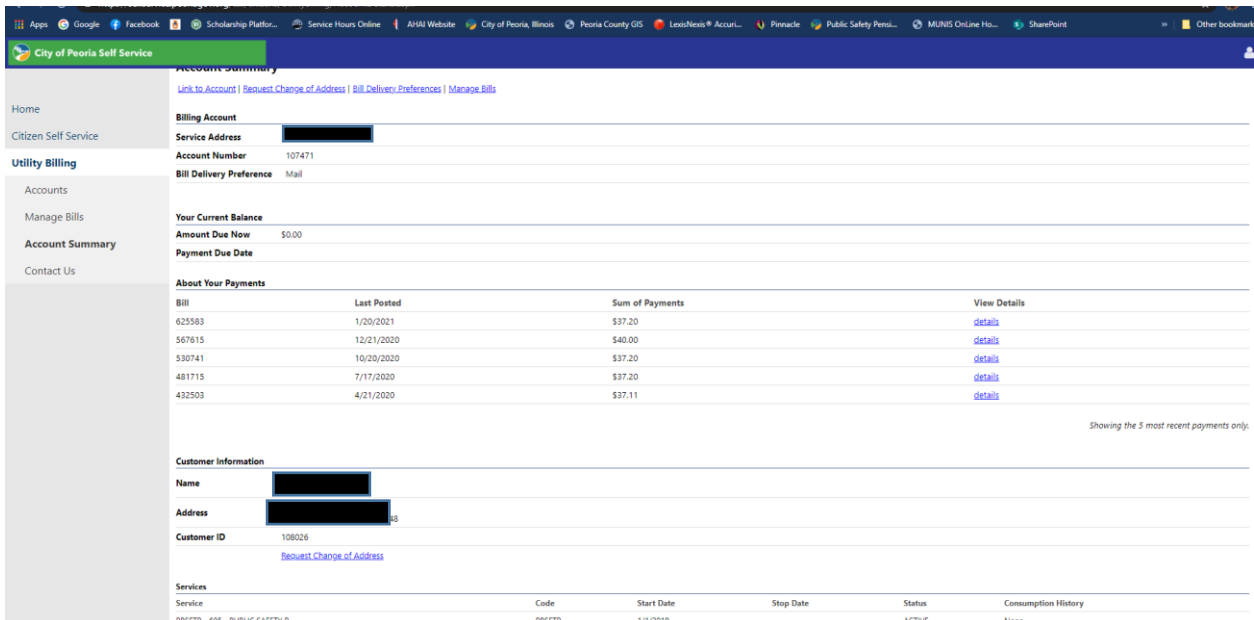 Apps Google Facebook Scholarship Platfor... Service Hours Online AHAI Website City of Peoria, Illinois Peoria County GIS LexisNexis® Accuri... Pinnacle Public Safety Pensi... MUNIS OnLine Ho... SharePoint » Other bookmark
City of Peoria Self Service
Account Summary
Link to Account | Request Change of Address | Bill Delivery Preferences | Manage Bills
Home
Citizen Self Service
Utility Billing
Accounts
Manage Bills
Account Summary
Contact Us
Billing Account
Service Address
Account Number 107471
Bill Delivery Preference Mail
Your Current Balance
Amount Due Now $0.00
Payment Due Date
About Your Payments
Bill Last Posted Sum of Payments View Details
625583 1/20/2021 $37.20 details
567615 12/21/2020 $40.00 details
530741 10/20/2020 $37.20 details
481715 7/17/2020 $37.20 details
432503 4/21/2020 $37.11 details
Showing the 5 most recent payments only.
Customer Information
Name
Address 48
Customer ID 108026
Request Change of Address
Services
Service Code Start Date Stop Date Status Consumption History